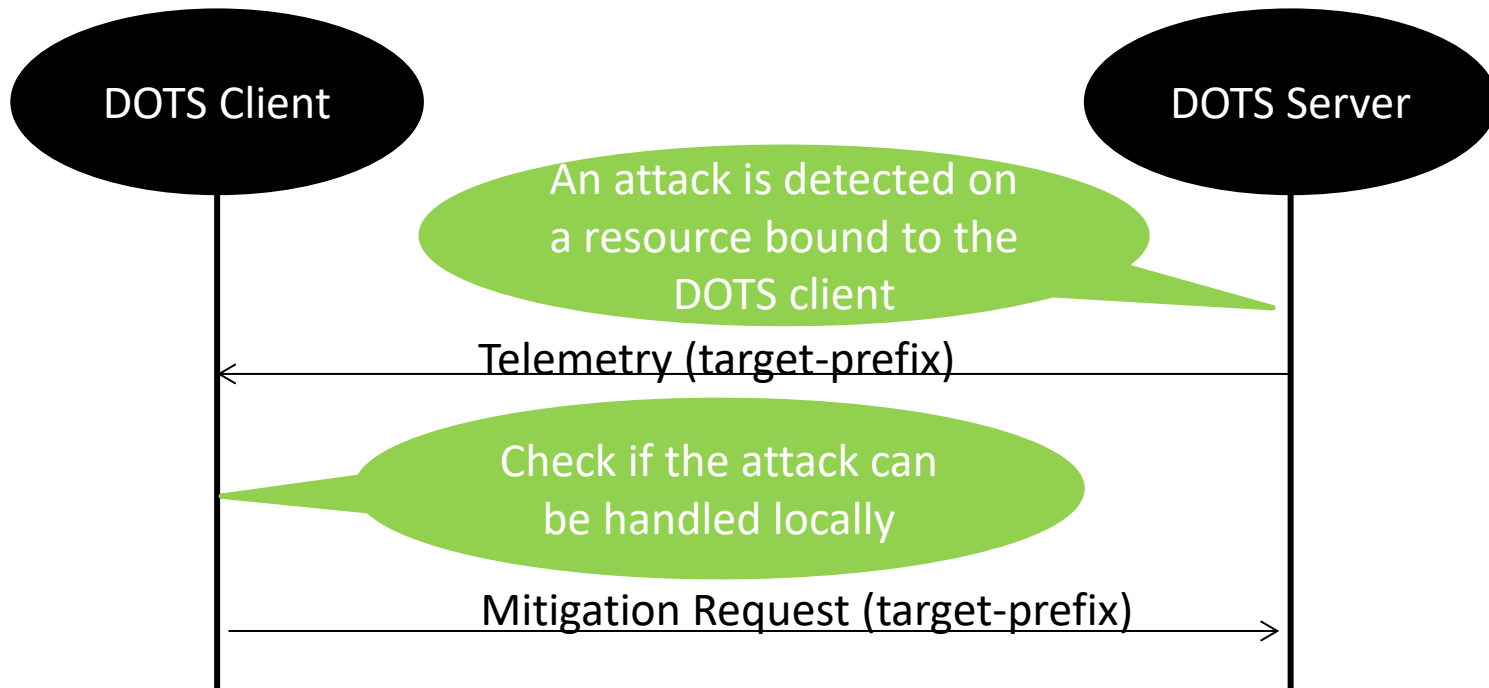 DOTS Client
DOTS Server
An attack is detected on
a resource bound to the
DOTS client
Telemetry (target-prefix)
Check if the attack can
be handled locally
Mitigation Request (target-prefix)